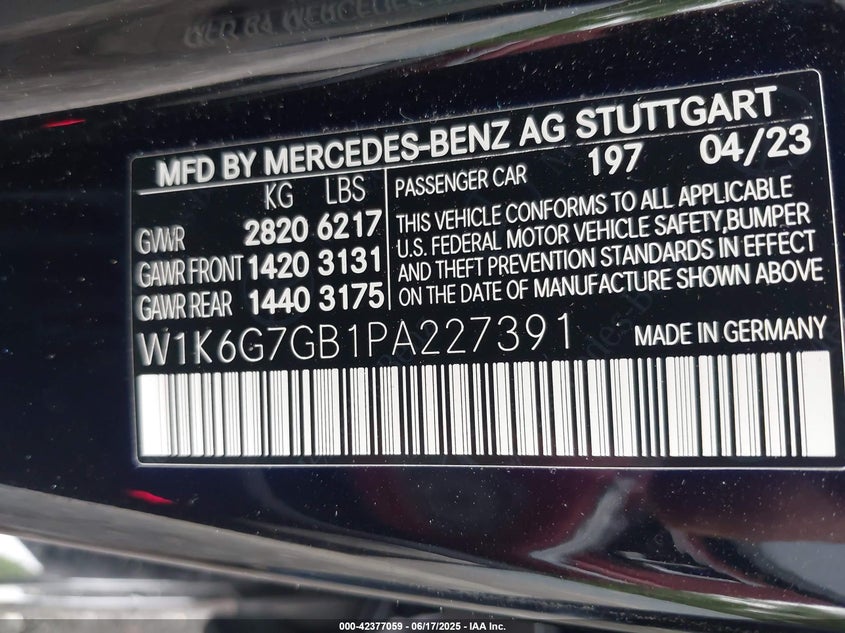 MFD BY MERCEDES-BENZ AG STUTTGART
KG LBS
GVWR 2820 6217
GAWR FRONT 1420 3131
GAWR REAR 1440 3175
197 04/23
PASSENGER CAR
THIS VEHICLE CONFORMS TO ALL APPLICABLE
U.S. FEDERAL MOTOR VEHICLE SAFETY,BUMPER
AND THEFT PREVENTION STANDARDS IN EFFECT
ON THE DATE OF MANUFACTURE SHOWN ABOVE
W1K6G7GB1PA227391
MADE IN GERMANY
000-42377059 - 06/17/2025 - IAA Inc.